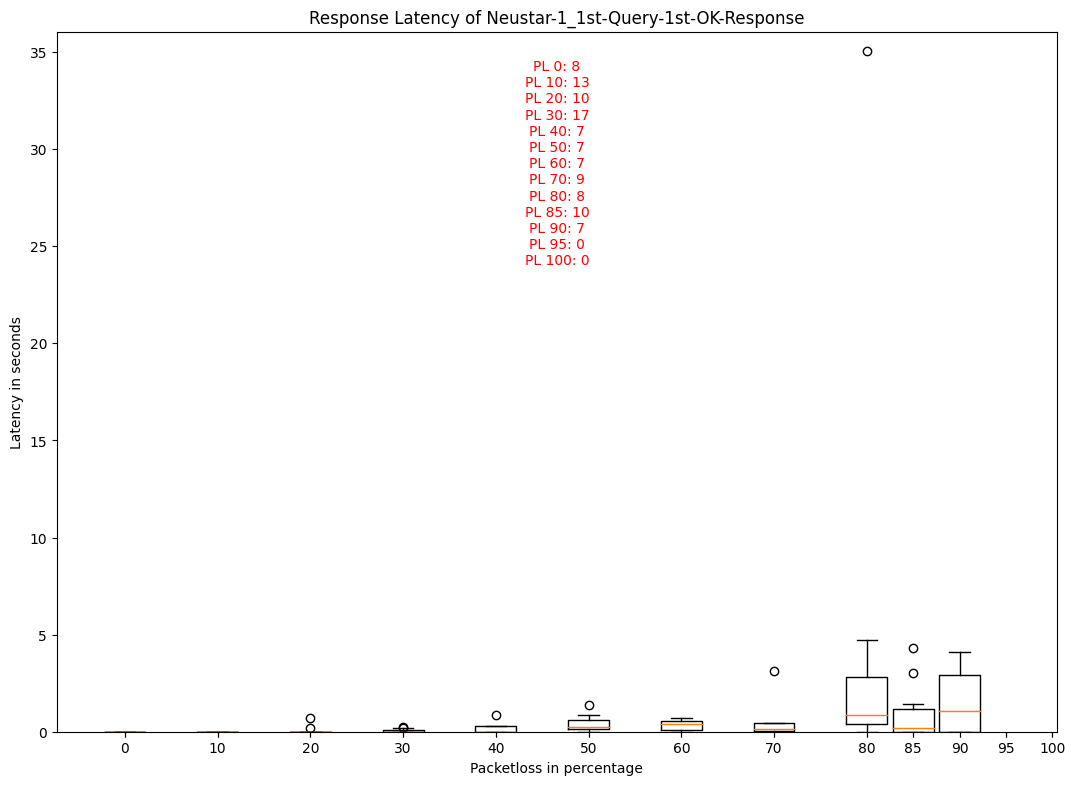 Response Latency of Neustar-1_1st-Query-1st-OK-Response
35
30
25
20
15
10
5
0
Latency in seconds
PL 0: 8
PL 10: 13
PL 20: 10
PL 30: 17
PL 40: 7
PL 50: 7
PL 60: 7
PL 70: 9
PL 80: 8
PL 85: 10
PL 90: 7
PL 95: 0
PL 100: 0
0 10 20 30 40 50 60 70 80 85 90 95 100
Packetloss in percentage